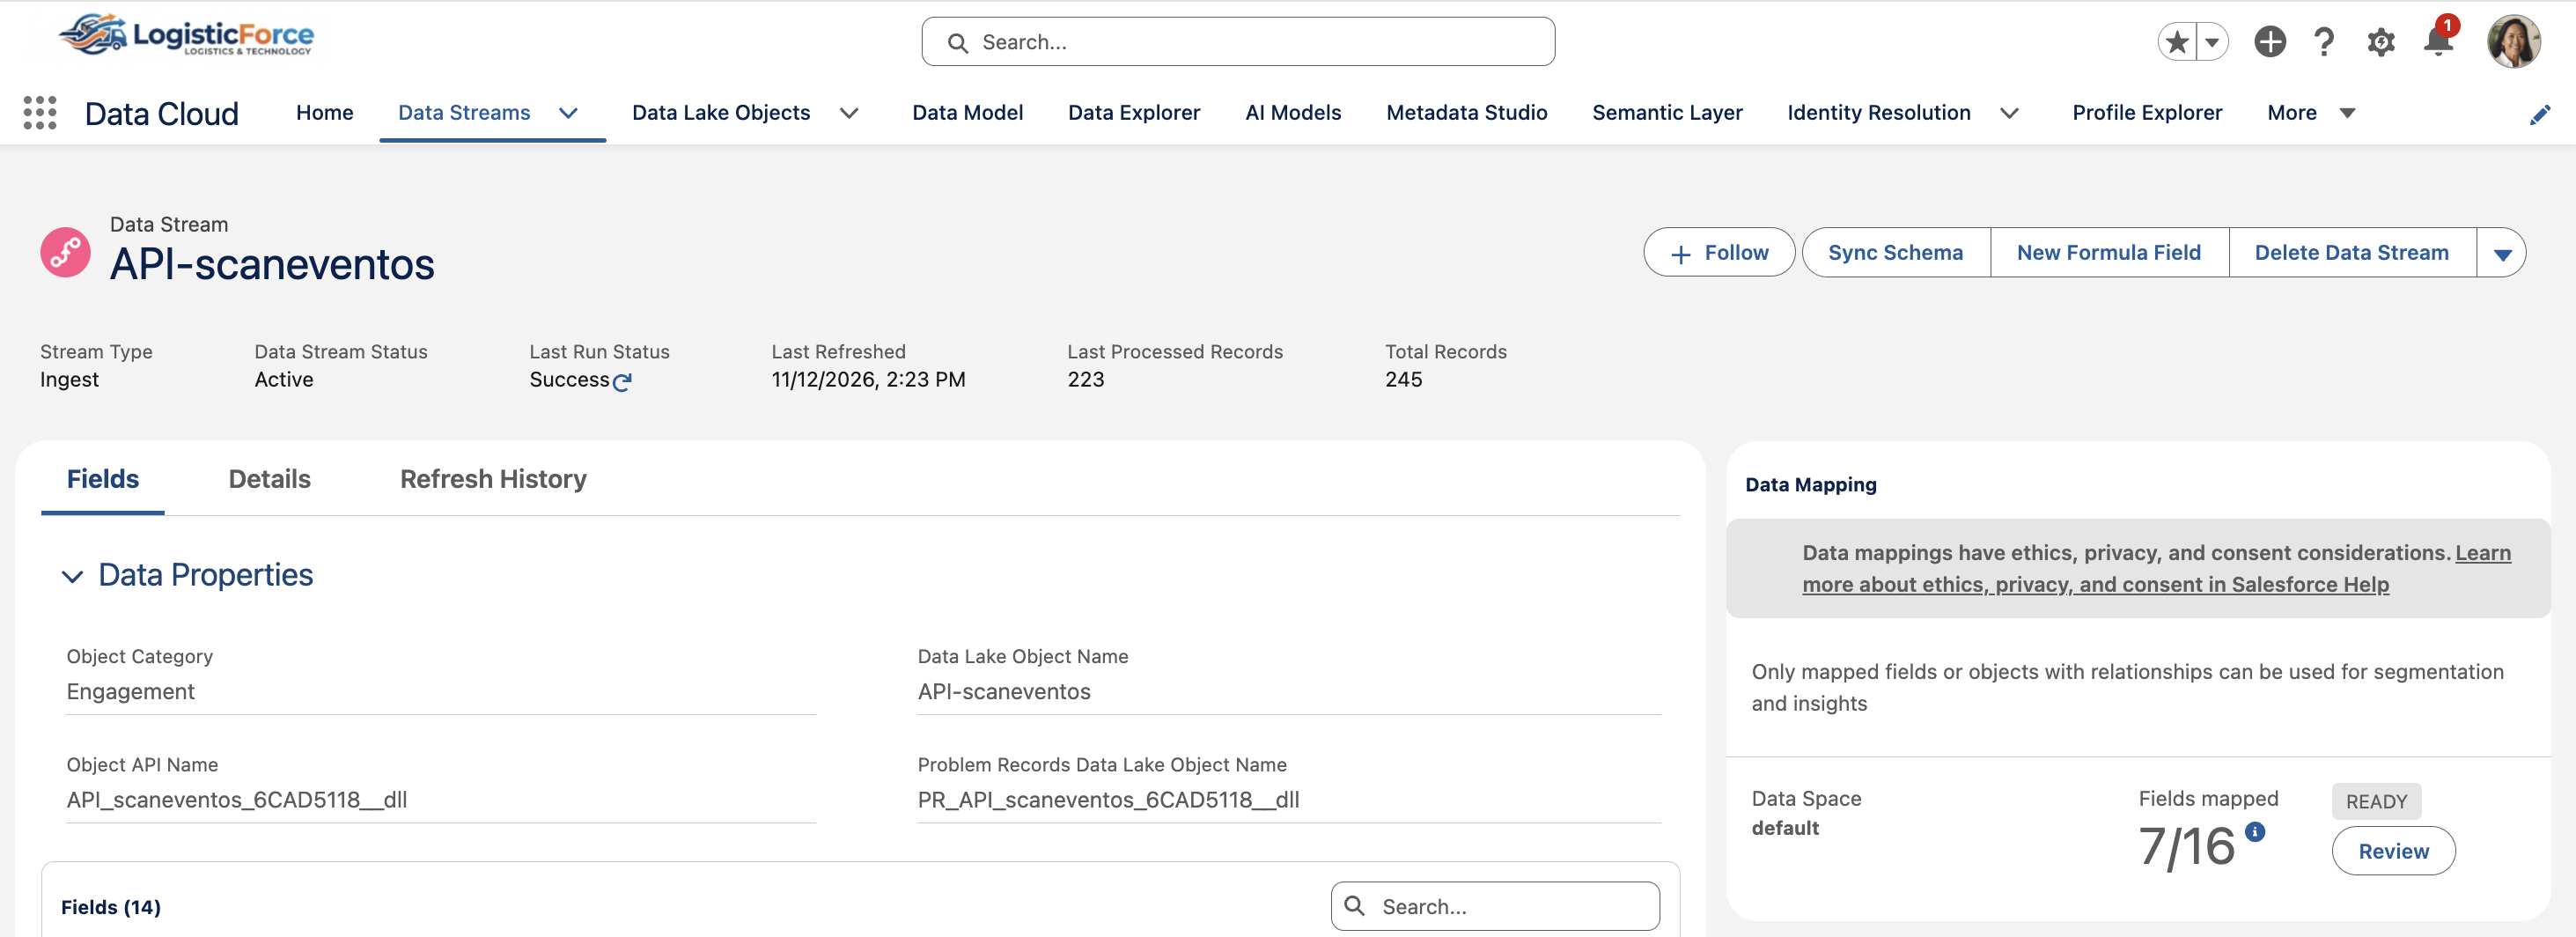 LogisticForce
LOGISTICS & TECHNOLOGY
Search...
1
Data Cloud
Home
Data Streams
Data Lake Objects
Data Model
Data Explorer
AI Models
Metadata Studio
Semantic Layer
Identity Resolution
Profile Explorer
More
Data Stream
API-scaneventos
Follow
Sync Schema
New Formula Field
Delete Data Stream
Stream Type
Ingest
Data Stream Status
Active
Last Run Status
Success
Last Refreshed
11/12/2026, 2:23 PM
Last Processed Records
223
Total Records
245
Fields
Details
Refresh History
Data Properties
Object Category
Engagement
Data Lake Object Name
API-scaneventos
Object API Name
API_scaneventos_6CAD5118__dll
Problem Records Data Lake Object Name
PR_API_scaneventos_6CAD5118__dll
Fields (14)
Search...
Data Mapping
Data mappings have ethics, privacy, and consent considerations. Learn
more about ethics, privacy, and consent in Salesforce Help
Only mapped fields or objects with relationships can be used for segmentation
and insights
Data Space
default
Fields mapped
7/16
READY
Review